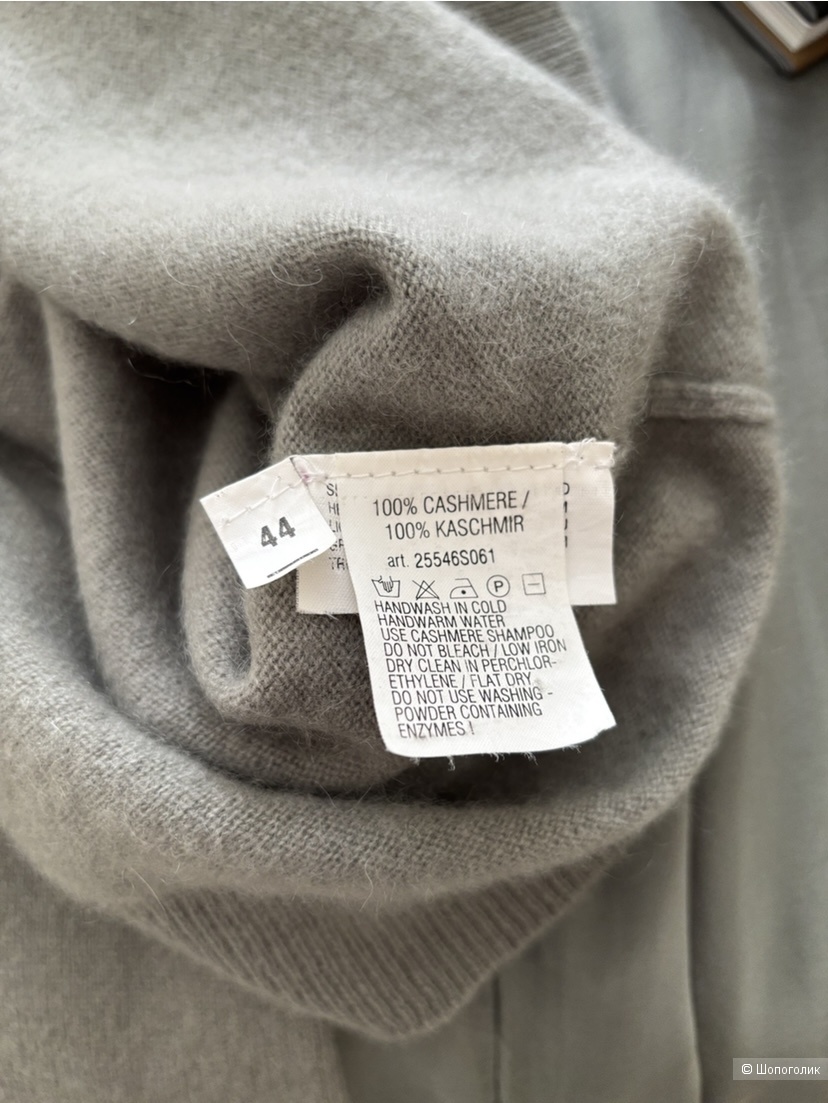 44
100% CASHMERE /
100% KASCHMIR
art. 25546S061
P
HANDWASH IN COLD
HANDWARM WATER
USE CASHMERE SHAMPOO
DO NOT BLEACH / LOW IRON
DRY CLEAN IN PERCHLOR-
ETHYLENE / FLAT DRY
DO NOT USE WASHING -
POWDER CONTAINING
ENZYMES !
© Шопоголик